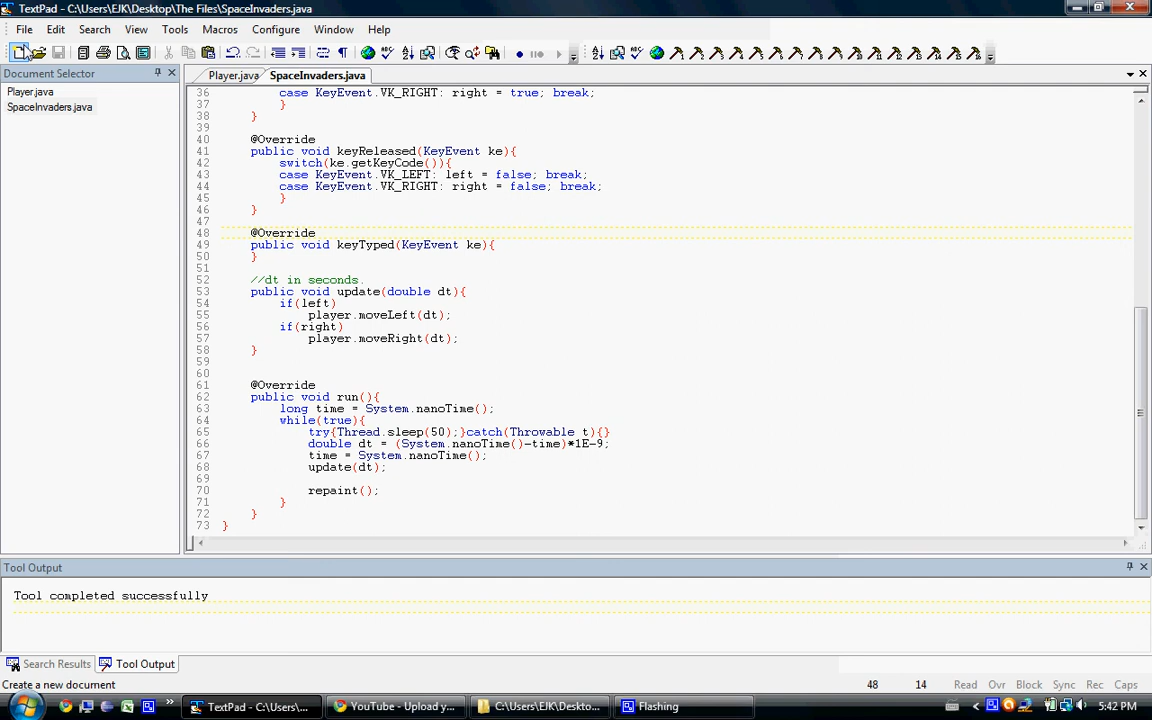 TextPad - C:\Users\EJK\Desktop\The Files\SpaceInvaders.java
File Edit Search View Tools Macros Configure Window Help
Document Selector
Player.java
SpaceInvaders.java
Player.java SpaceInvaders.java
36 case KeyEvent.VK_RIGHT: right = true; break;
37 }
38 }
39
40 @Override
41 public void keyReleased(KeyEvent ke){
42 switch(ke.getKeyCode()){
43 case KeyEvent.VK_LEFT: left = false; break;
44 case KeyEvent.VK_RIGHT: right = false; break;
45 }
46 }
47
48 @Override
49 public void keyTyped(KeyEvent ke){
50 }
51
52 //dt in seconds.
53 public void update(double dt){
54 if(left)
55 player.moveLeft(dt);
56 if(right)
57 player.moveRight(dt);
58 }
59
60
61 @Override
62 public void run(){
63 long time = System.nanoTime();
64 while(true){
65 try{Thread.sleep(50);}catch(Throwable t){}
66 double dt = (System.nanoTime()-time)*1E-9;
67 time = System.nanoTime();
68 update(dt);
69
70 repaint();
71 }
72 }
73 }
Tool Output
Tool completed successfully
Search Results Tool Output
Create a new document 48 14 Read Ovr Block Sync Rec Caps
TextPad - C:\Users\... YouTube - Upload y... C:\Users\EJK\Deskto... Flashing 5:42 PM